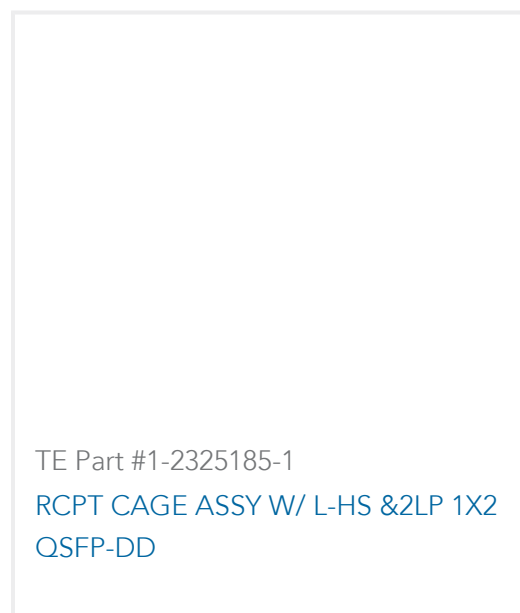 TE Part #1-2325185-1
RCPT CAGE ASSY W/ L-HS &2LP 1X2
QSFP-DD